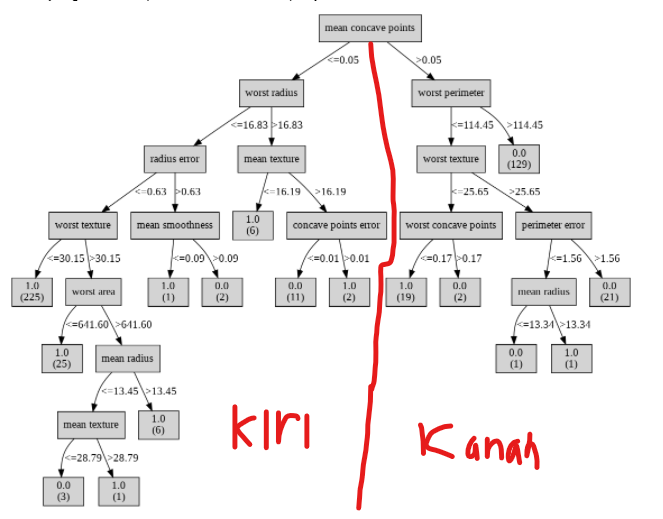 mean concave points
<=0.05 >0.05
worst radius worst perimeter
<=16.83 >16.83 <=114.45 >114.45
radius error mean texture worst texture 0.0
(129)
<=0.63 >0.63 <=16.19 >16.19 <=25.65 >25.65
worst texture mean smoothness 1.0 concave points error worst concave points perimeter error
(6)
<=30.15 >30.15 <=0.09 >0.09 <=0.01 >0.01 <=0.17 >0.17 <=1.56 >1.56
1.0 worst area 1.0 0.0 0.0 1.0 1.0 0.0 mean radius 0.0
(225) (1) (2) (11) (2) (19) (2) (21)
<=641.60 >641.60 <=13.34 >13.34
1.0 mean radius 0.0 1.0
(25) (1) (1)
<=13.45 >13.45
mean texture 1.0
(6)
KIRI Kanan
<=28.79 >28.79
0.0 1.0
(3) (1)